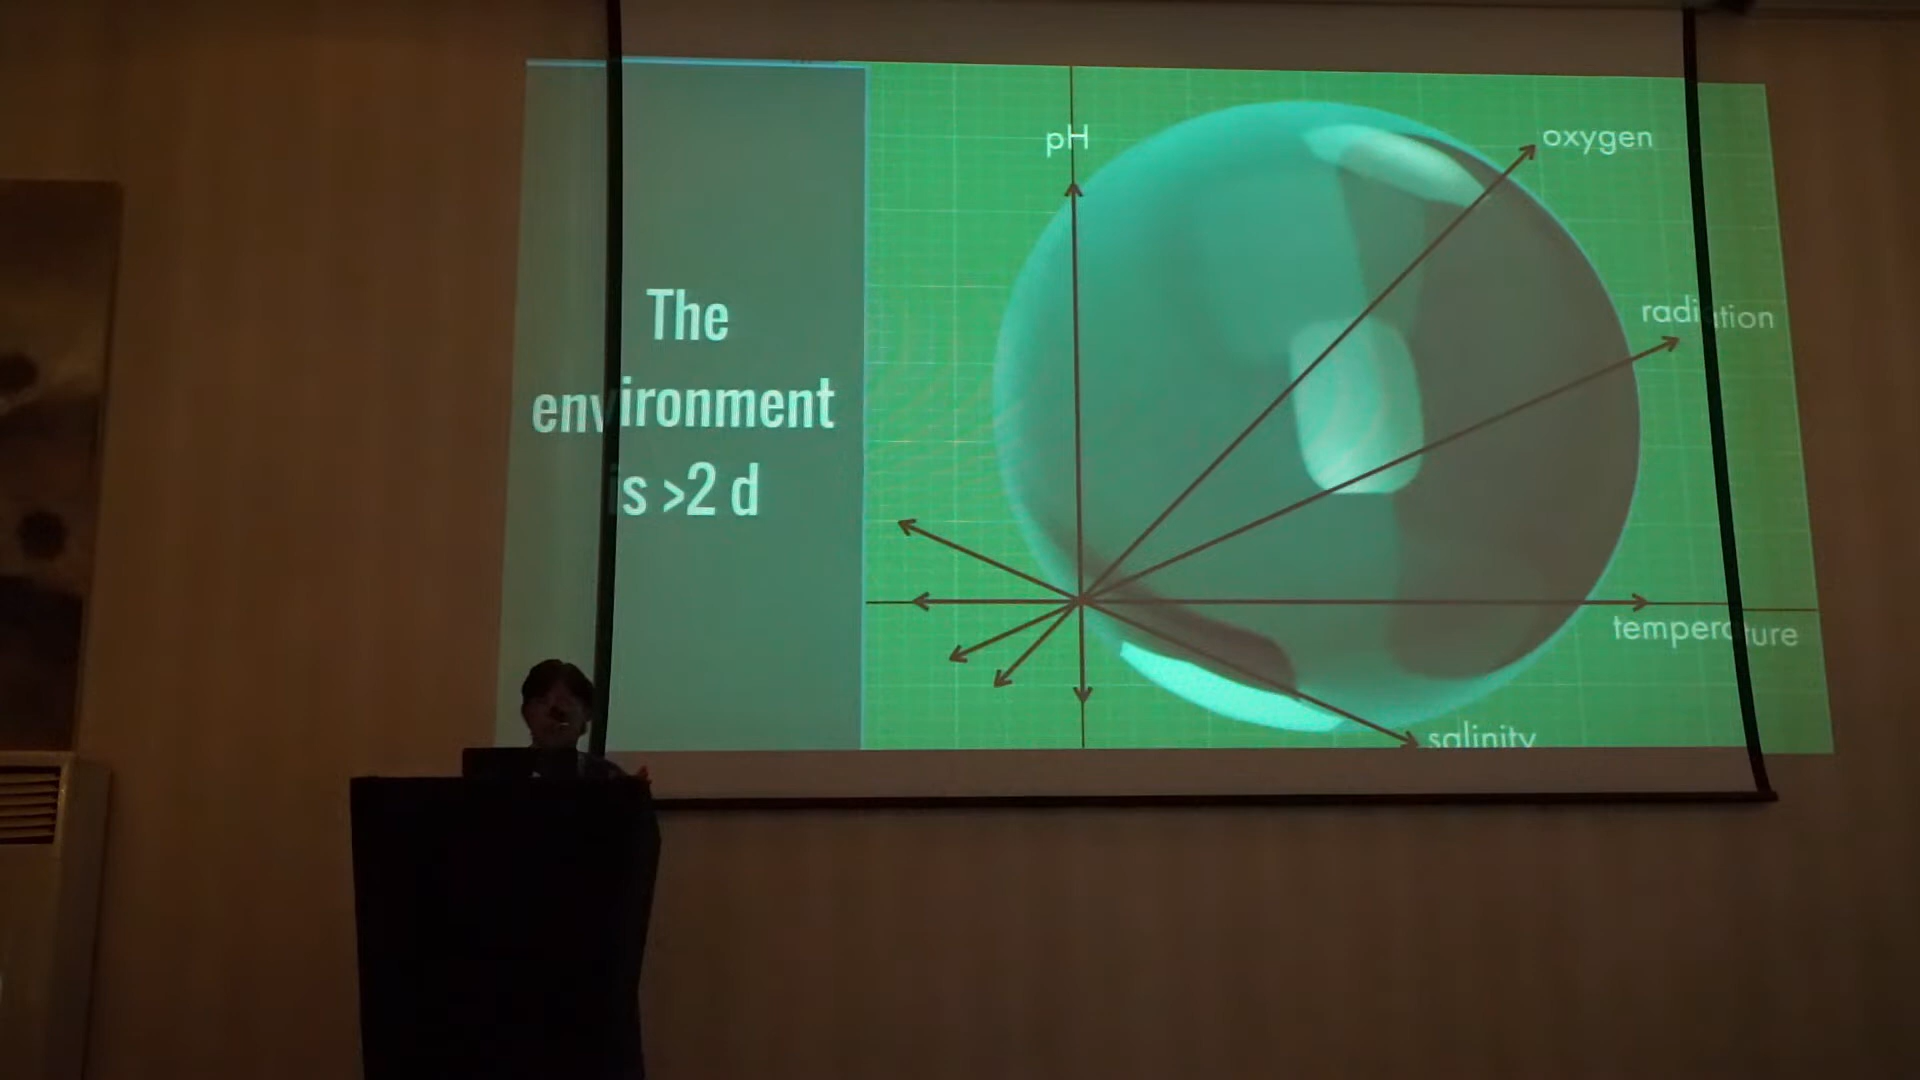 The
environment
is >2 d
pH
oxygen
radiation
temperature
salinity